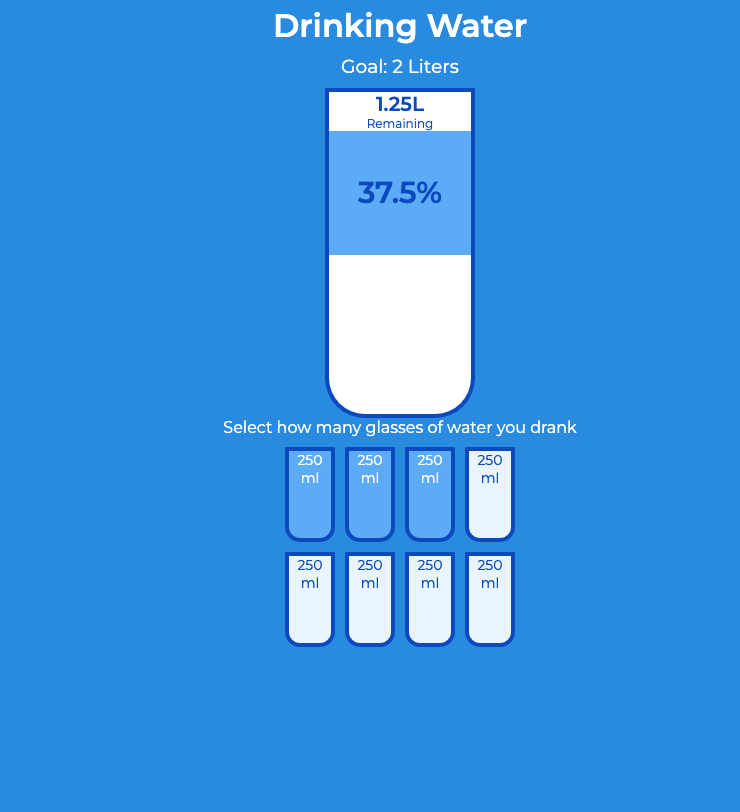 Drinking Water
Goal: 2 Liters
1.25L
Remaining
37.5%
Select how many glasses of water you drank
250 250 250 250
ml ml ml ml
250 250 250 250
ml ml ml ml